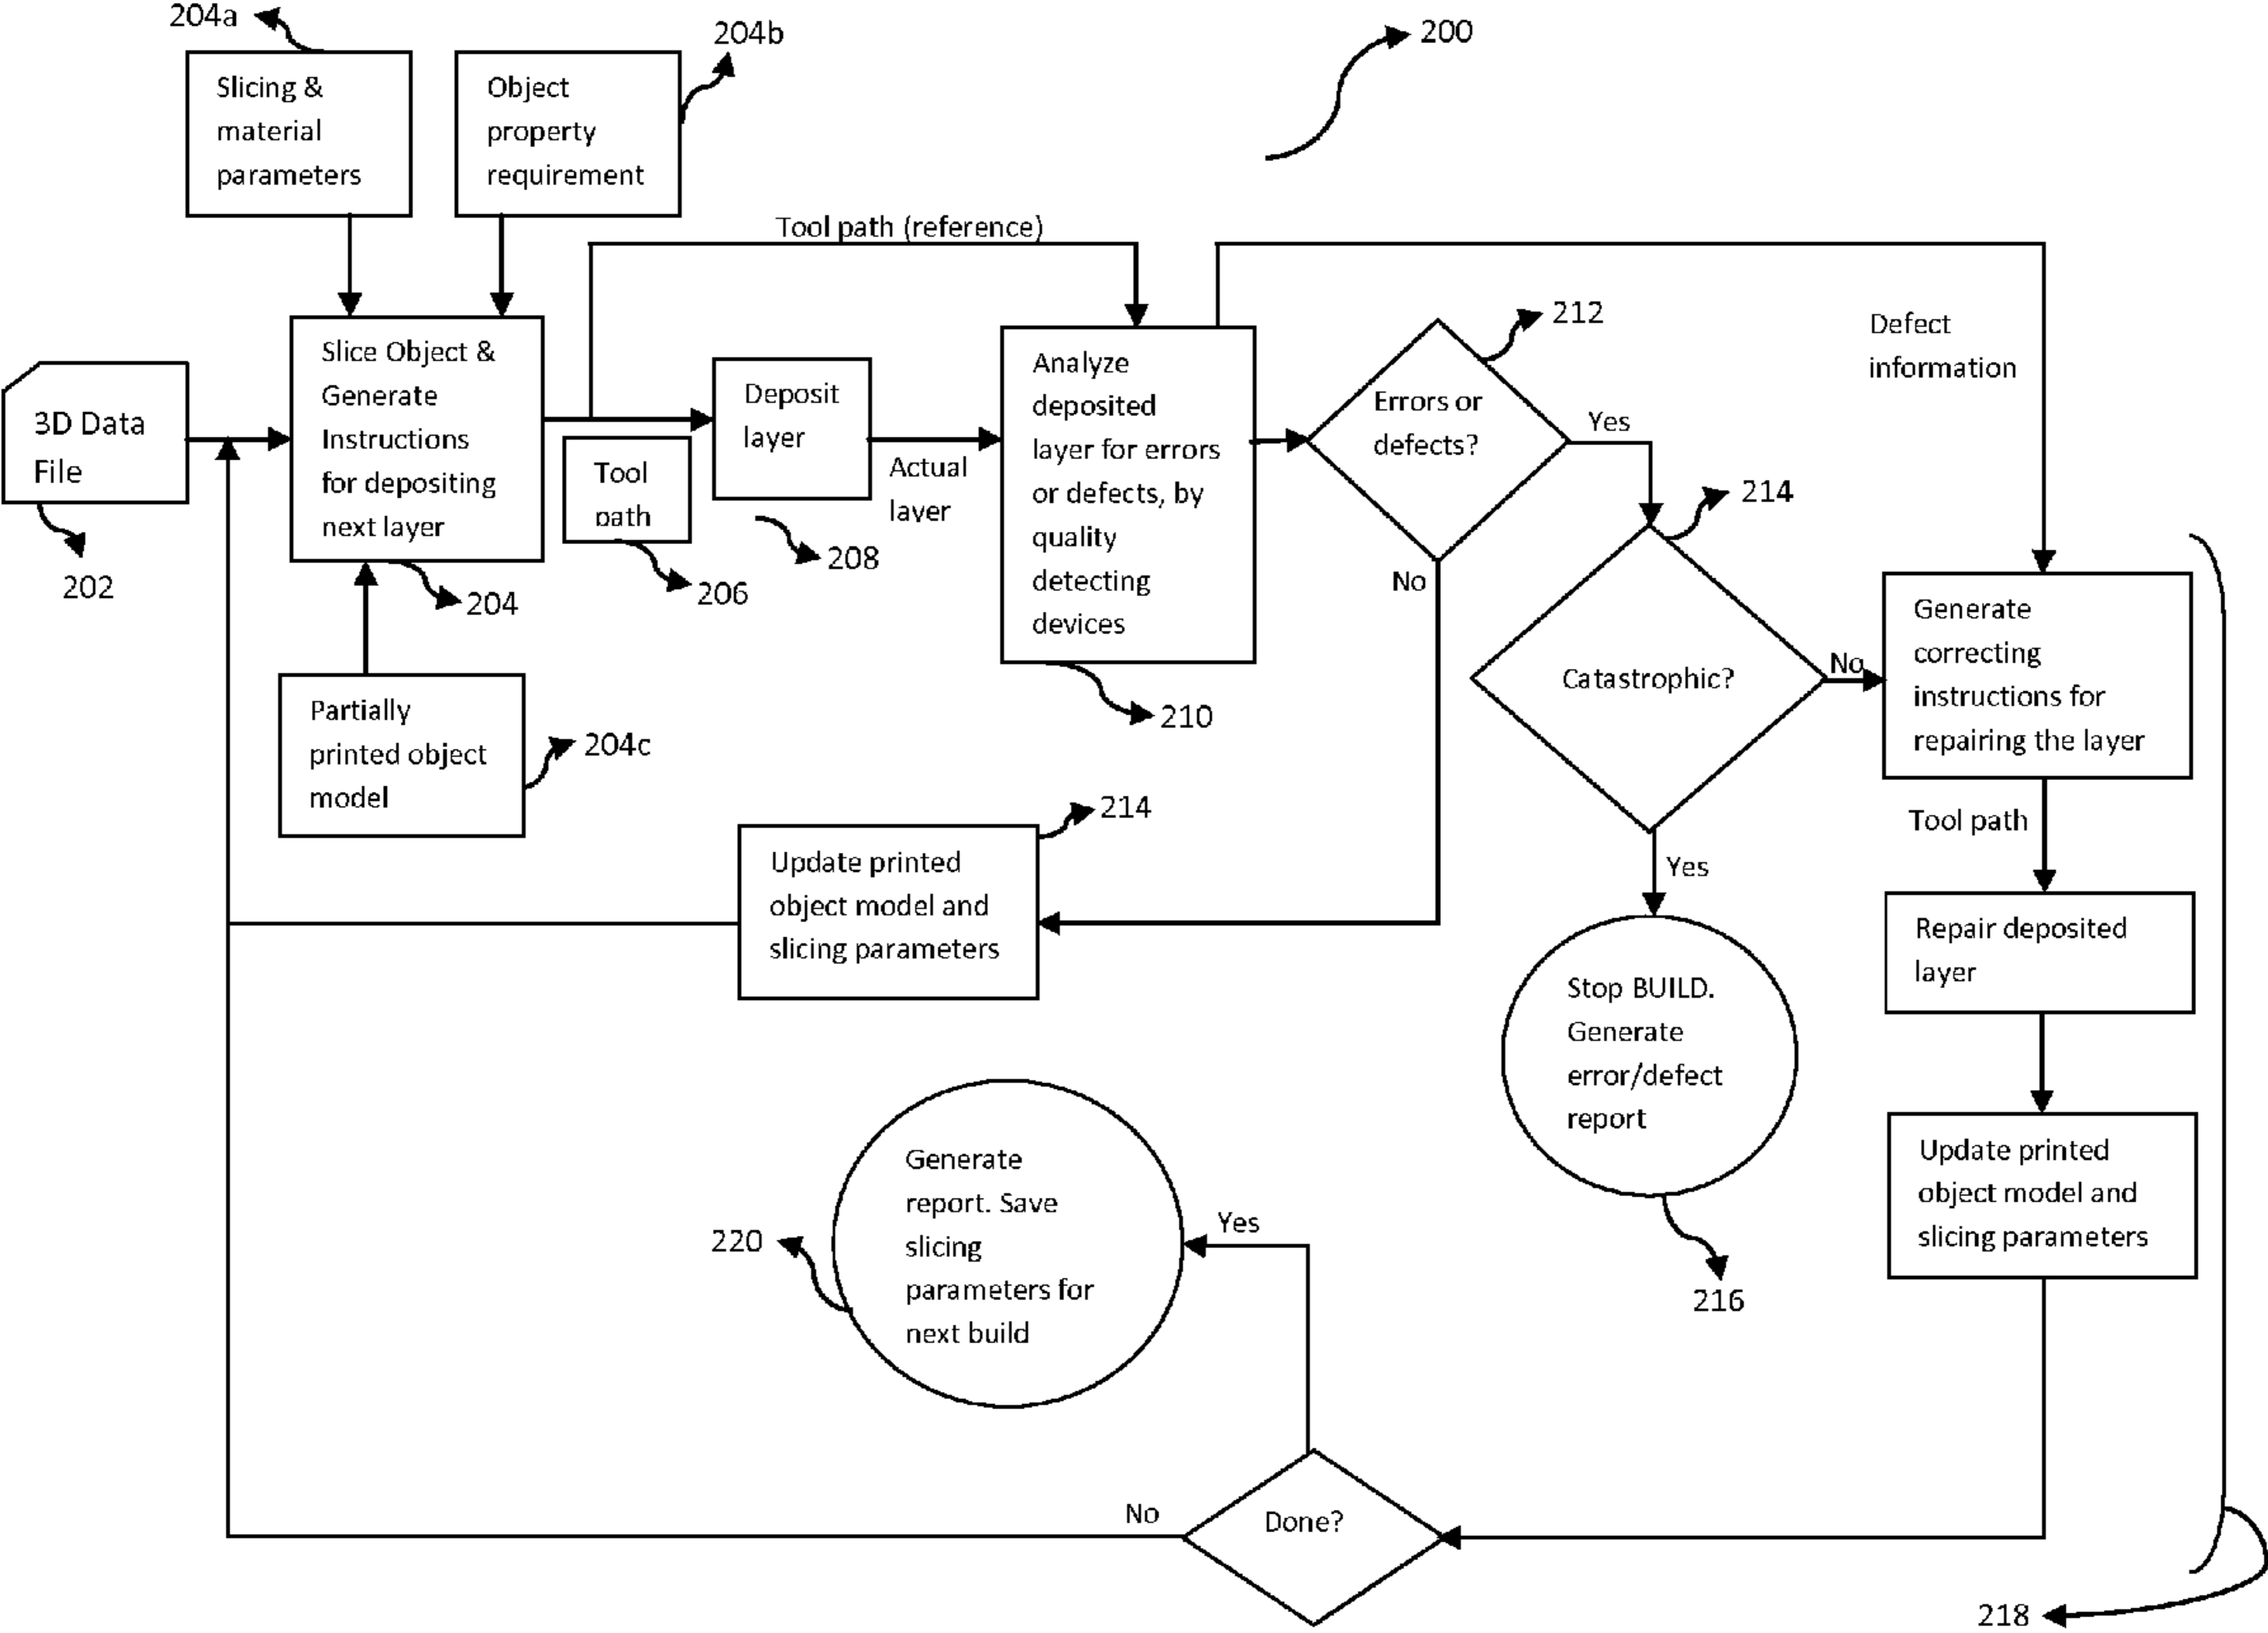 204a
204b
200
Slicing &
material
parameters
Object
property
requirement
Tool path (reference)
3D Data
File
202
Slice Object &
Generate
Instructions
for depositing
next layer
204
Tool
path
206
Deposit
layer
208
Actual
layer
Analyze
deposited
layer for errors
or defects, by
quality
detecting
devices
210
Errors or
defects?
212
Yes
No
Defect
information
214
Catastrophic?
No
Yes
Generate
correcting
instructions for
repairing the layer
Tool path
Repair deposited
layer
Update printed
object model and
slicing parameters
Partially
printed object
model
204c
214
Update printed
object model and
slicing parameters
Stop BUILD.
Generate
error/defect
report
216
Generate
report. Save
slicing
parameters for
next build
220
Yes
No
Done?
218